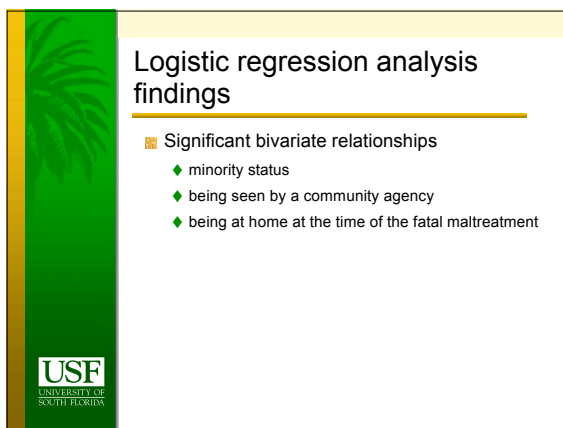 Logistic regression analysis
findings
Significant bivariate relationships
minority status
being seen by a community agency
being at home at the time of the fatal maltreatment
USF
UNIVERSITY OF
SOUTH FLORIDA